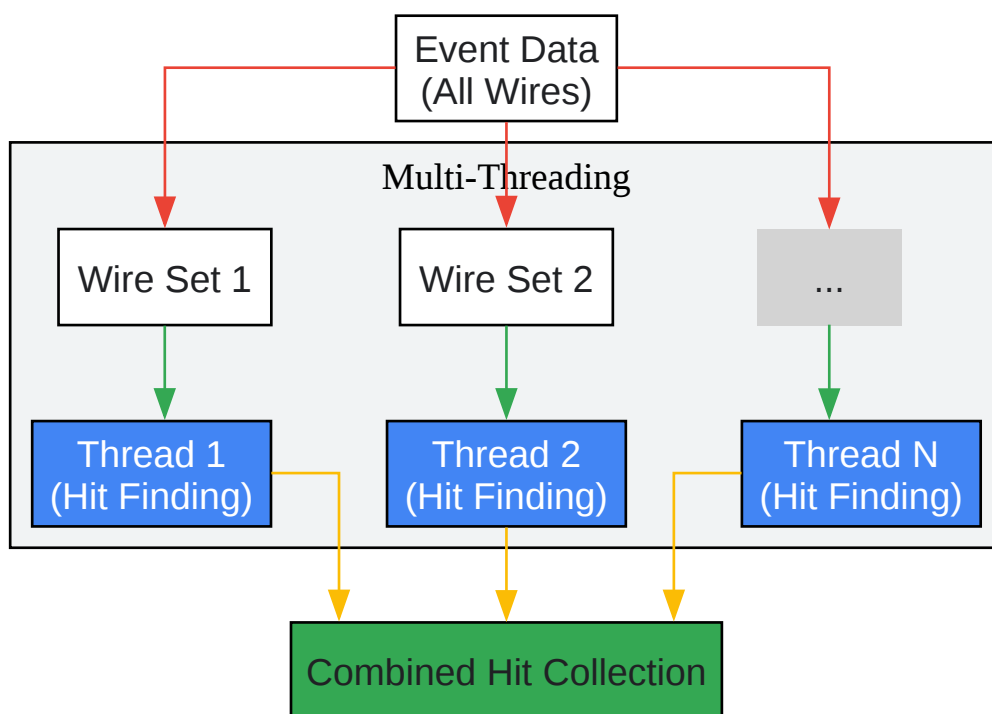 Event Data
(All Wires)
Multi-Threading
Wire Set 1
Wire Set 2
...
Thread 1
(Hit Finding)
Thread 2
(Hit Finding)
Thread N
(Hit Finding)
Combined Hit Collection